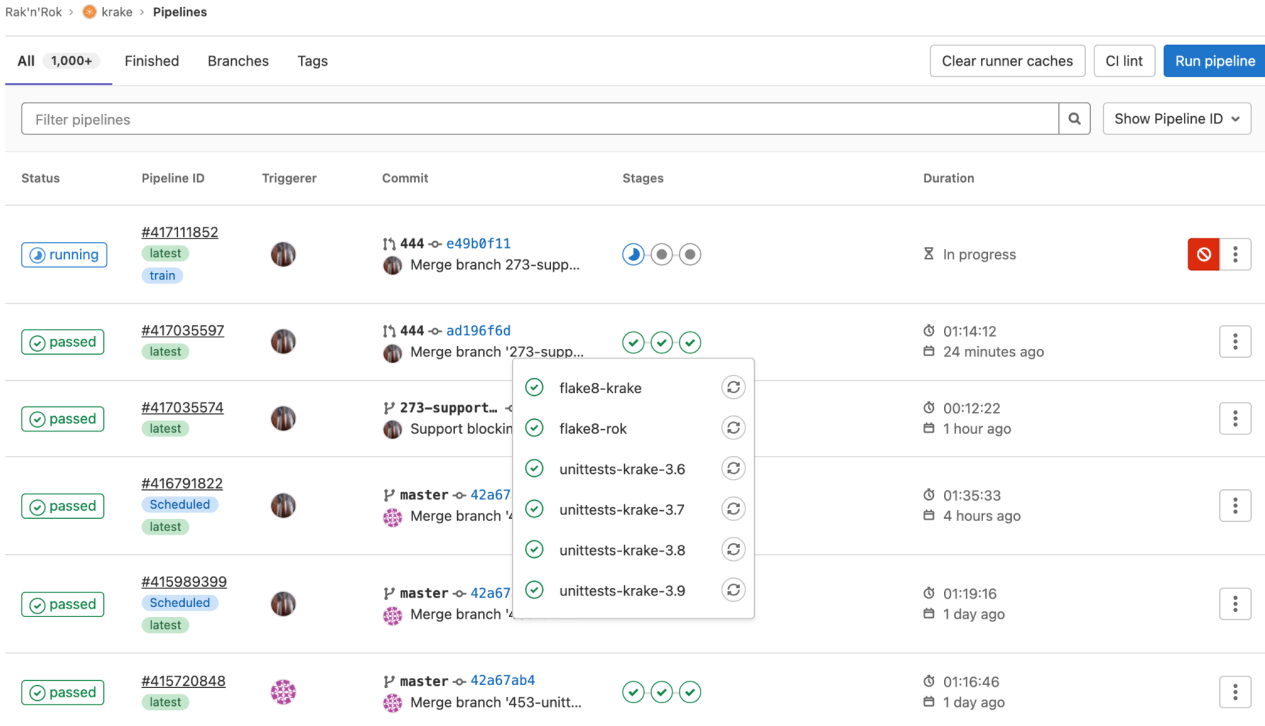 Rak'n'Rok > krake > Pipelines
All 1,000+ Finished Branches Tags Clear runner caches CI lint Run pipeline
Filter pipelines Show Pipeline ID
Status Pipeline ID Triggerer Commit Stages Duration
running #417111852 latest train 444 e49b0f11 In progress
Merge branch 273-supp...
passed #417035597 latest 444 ad196f6d 01:14:12
Merge branch '273-supp... 24 minutes ago
passed #417035574 latest 273-support… 00:12:22
Support blockin 1 hour ago
passed #416791822 Scheduled latest master 42a67 01:35:33
Merge branch '4 4 hours ago
passed #415989399 Scheduled latest master 42a67 01:19:16
Merge branch '4 1 day ago
passed #415720848 latest master 42a67ab4 01:16:46
Merge branch '453-unitt... 1 day ago
flake8-krake
flake8-rok
unittests-krake-3.6
unittests-krake-3.7
unittests-krake-3.8
unittests-krake-3.9